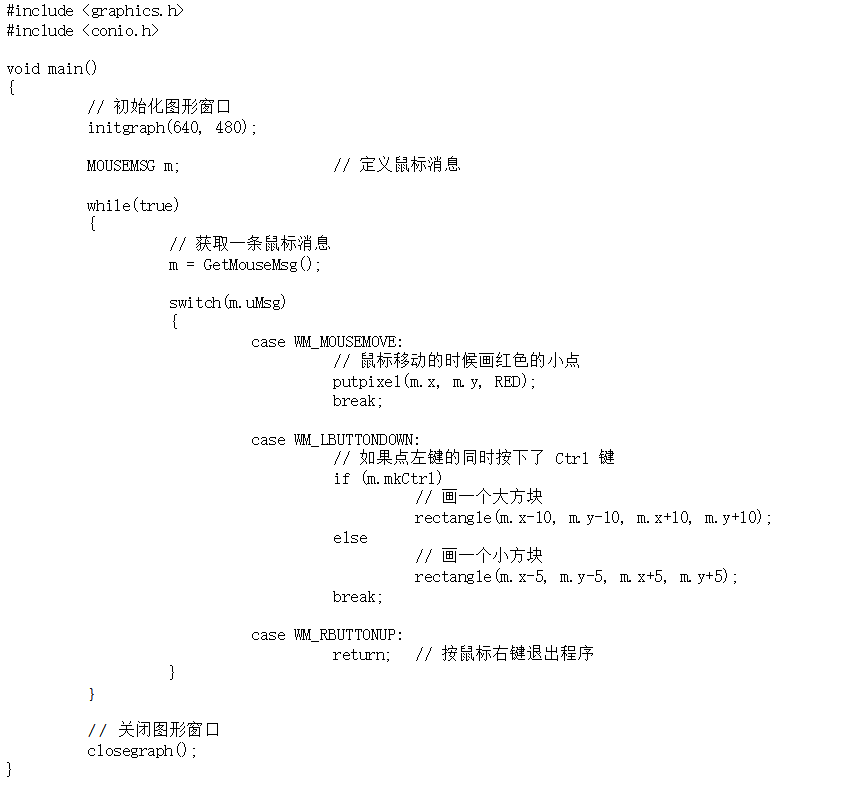 #include <graphics.h>
#include <conio.h>
void main()
{
// 初始化图形窗口
initgraph(640, 480);
MOUSEMSG m; // 定义鼠标消息
while(true)
{
// 获取一条鼠标消息
m = GetMouseMsg();
switch(m.uMsg)
{
case WM_MOUSEMOVE:
// 鼠标移动的时候画红色的小点
putpixel(m.x, m.y, RED);
break;
case WM_LBUTTONDOWN:
// 如果点左键的同时按下了 Ctrl 键
if (m.mkCtrl)
// 画一个大方块
rectangle(m.x-10, m.y-10, m.x+10, m.y+10);
else
// 画一个小方块
rectangle(m.x-5, m.y-5, m.x+5, m.y+5);
break;
case WM_RBUTTONUP:
return; // 按鼠标右键退出程序
}
}
// 关闭图形窗口
closegraph();
}